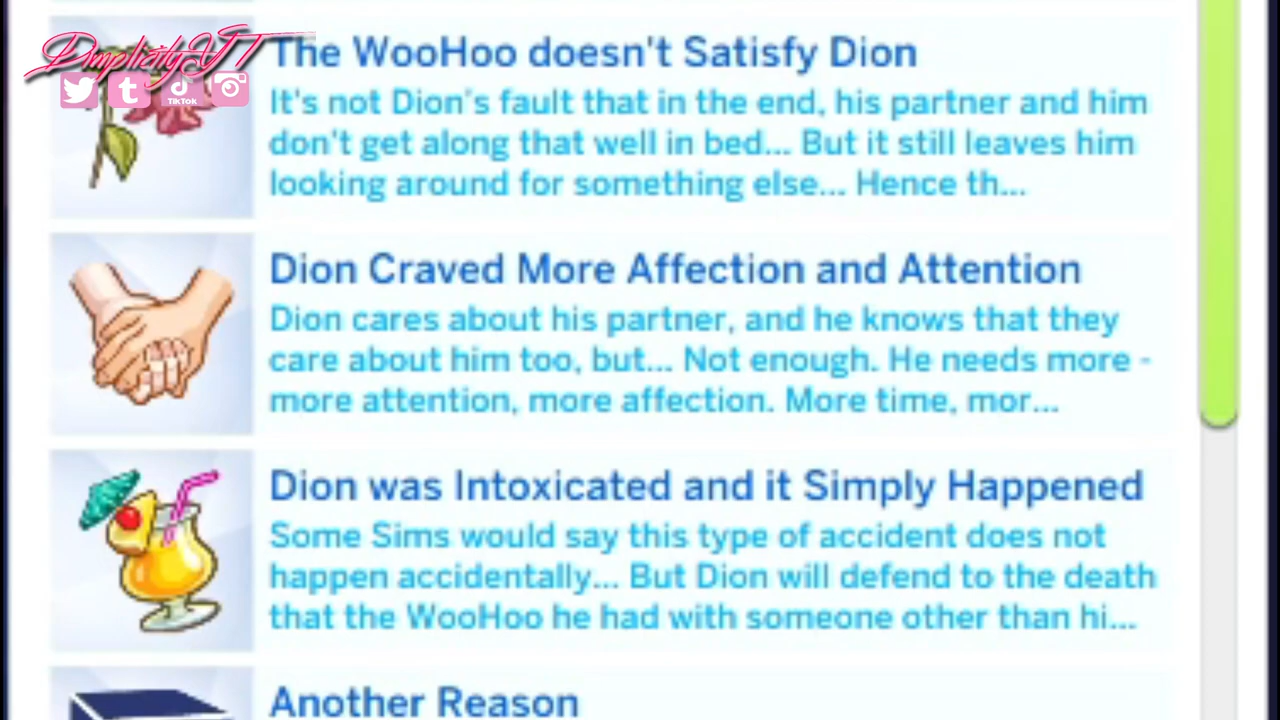 DimplicityYT
TikTok
The WooHoo doesn't Satisfy Dion
It's not Dion's fault that in the end, his partner and him
don't get along that well in bed... But it still leaves him
looking around for something else... Hence th...
Dion Craved More Affection and Attention
Dion cares about his partner, and he knows that they
care about him too, but... Not enough. He needs more -
more attention, more affection. More time, mor...
Dion was Intoxicated and it Simply Happened
Some Sims would say this type of accident does not
happen accidentally... But Dion will defend to the death
that the WooHoo he had with someone other than hi...
Another Reason